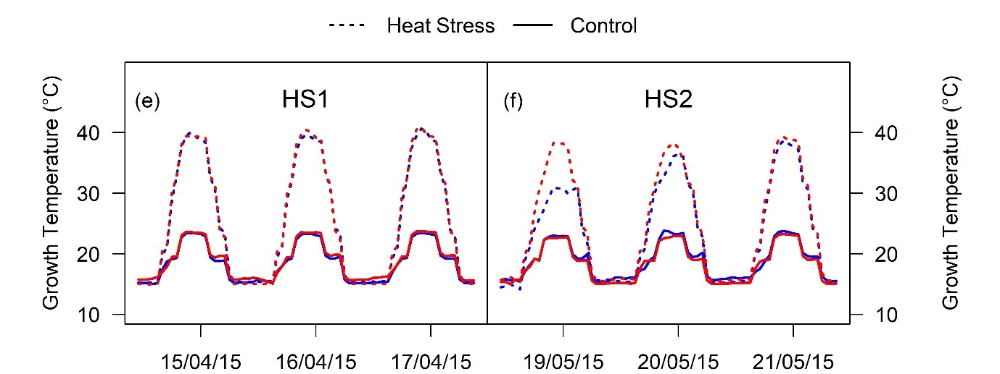 Heat Stress Control
(e) HS1
(f) HS2
Growth Temperature (°C)
40
30
20
10
40
30
20
10
Growth Temperature (°C)
15/04/15 16/04/15 17/04/15 19/05/15 20/05/15 21/05/15